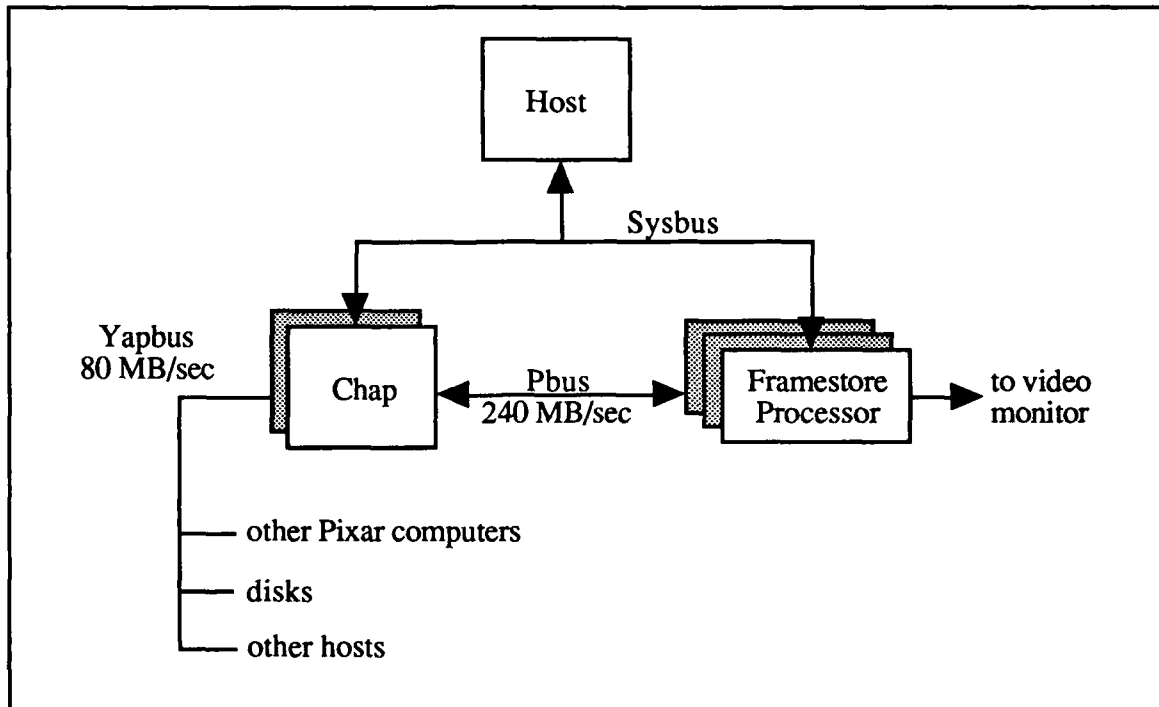 Host
Sysbus
Yapbus
80 MB/sec
Chap
Pbus
240 MB/sec
Framestore
Processor
to video
monitor
other Pixar computers
disks
other hosts